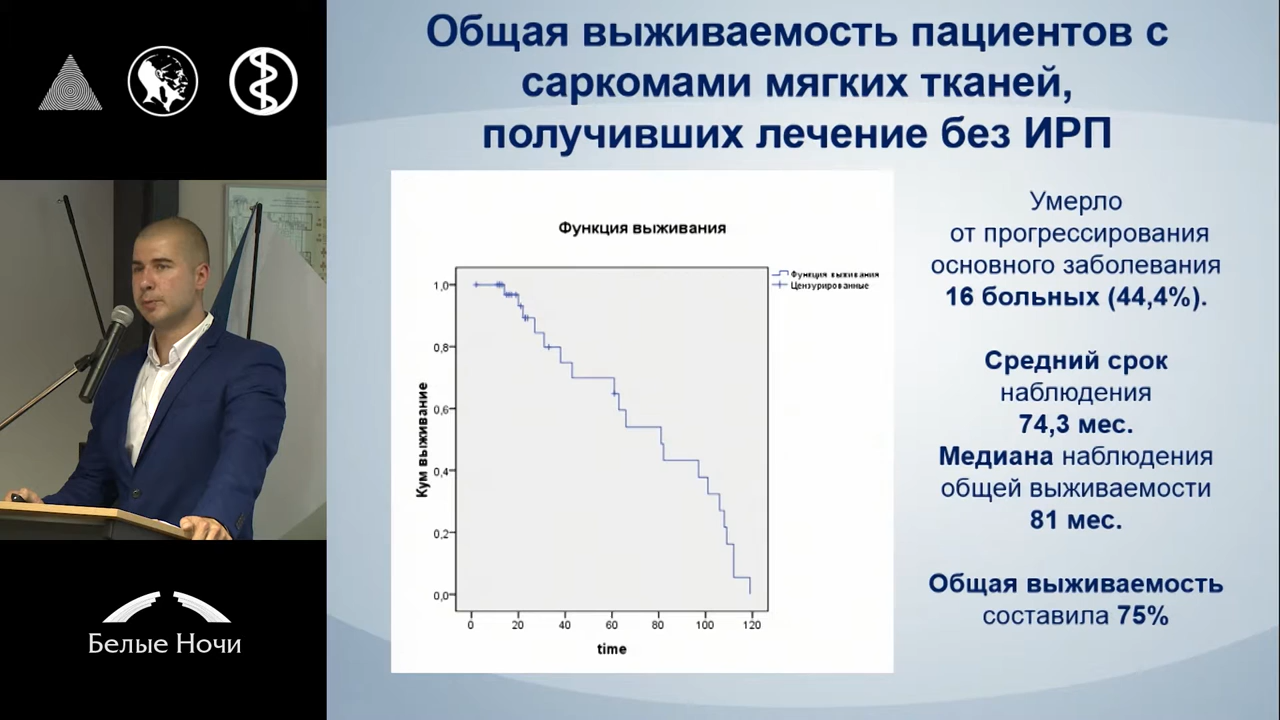 Общая выживаемость пациентов с
саркомами мягких тканей,
получивших лечение без ИРП
Функция выживания
Функция выживания
Цензурированные
Кум выживание
1,0
0,8
0,6
0,4
0,2
0,0
0 20 40 60 80 100 120
time
Умерло
от прогрессирования
основного заболевания
16 больных (44,4%).
Средний срок
наблюдения
74,3 мес.
Медиана наблюдения
общей выживаемости
81 мес.
Общая выживаемость
составила 75%
Белые Ночи